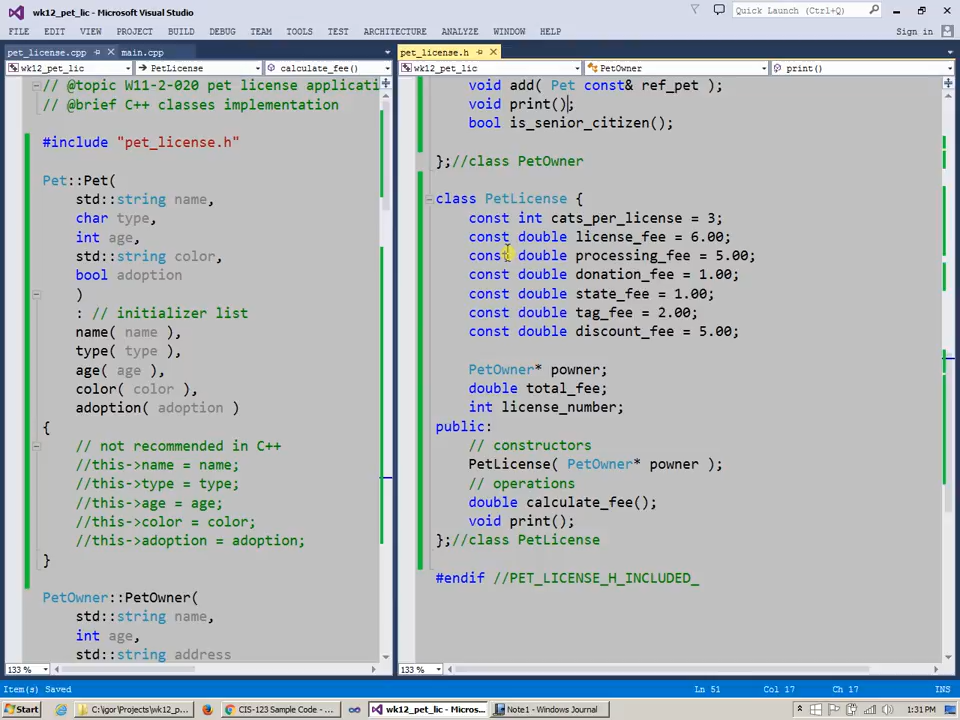 wk12_pet_lic - Microsoft Visual Studio
Quick Launch (Ctrl+Q)
FILE EDIT VIEW PROJECT BUILD DEBUG TEAM TOOLS TEST ARCHITECTURE ANALYZE WINDOW HELP
Sign in
pet_license.cpp main.cpp
wk12_pet_lic PetLicense calculate_fee()
// @topic W11-2-020 pet license applicati
// @brief C++ classes implementation
#include "pet_license.h"
Pet::Pet(
std::string name,
char type,
int age,
std::string color,
bool adoption
)
: // initializer list
name( name ),
type( type ),
age( age ),
color( color ),
adoption( adoption )
{
// not recommended in C++
//this->name = name;
//this->type = type;
//this->age = age;
//this->color = color;
//this->adoption = adoption;
}
PetOwner::PetOwner(
std::string name,
int age,
std::string address
133 %
pet_license.h
wk12_pet_lic PetOwner print()
void add( Pet const& ref_pet );
void print();
bool is_senior_citizen();
};//class PetOwner
class PetLicense {
const int cats_per_license = 3;
const double license_fee = 6.00;
const double processing_fee = 5.00;
const double donation_fee = 1.00;
const double state_fee = 1.00;
const double tag_fee = 2.00;
const double discount_fee = 5.00;
PetOwner* powner;
double total_fee;
int license_number;
public:
// constructors
PetLicense( PetOwner* powner );
// operations
double calculate_fee();
void print();
};//class PetLicense
#endif //PET_LICENSE_H_INCLUDED_
133 %
Item(s) Saved Ln 51 Col 17 Ch 17 INS
Start C:\igor\Projects\wk12_p... CIS-123 Sample Code - ... wk12_pet_lic - Micros... Note1 - Windows Journal 1:31 PM